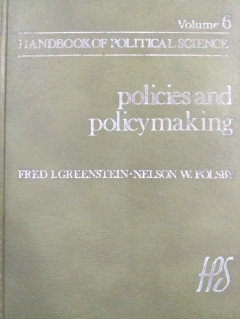 Volume 6
HANDBOOK OF POLITICAL SCIENCE
policies and
policymaking
FRED I. GREENSTEIN · NELSON W. POLSBY
HPS